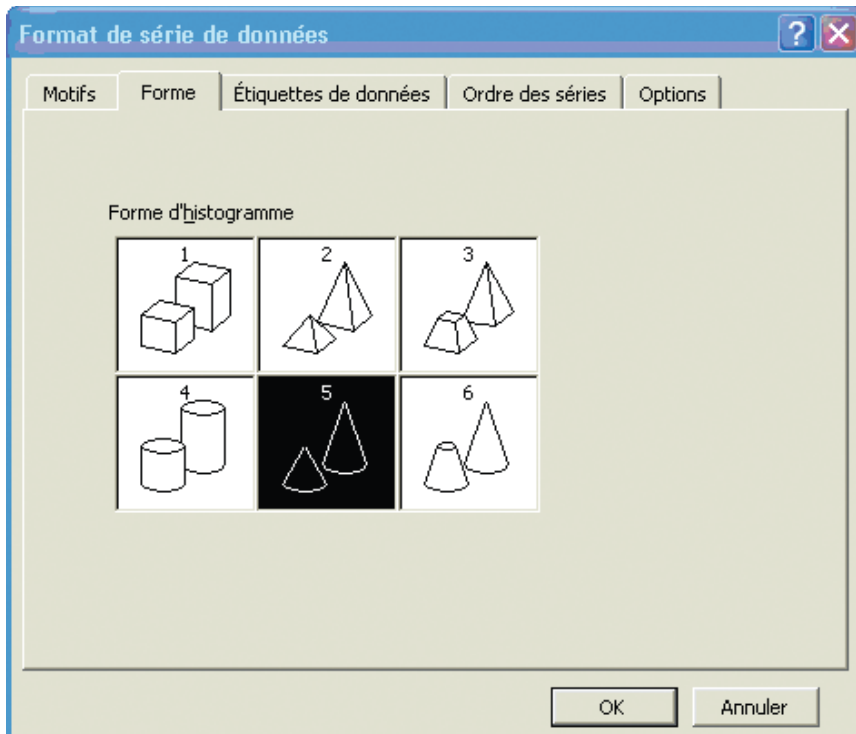 Format de série de données
Motifs Forme Étiquettes de données Ordre des séries Options
Forme d'histogramme
1 2 3
4 5 6
OK Annuler